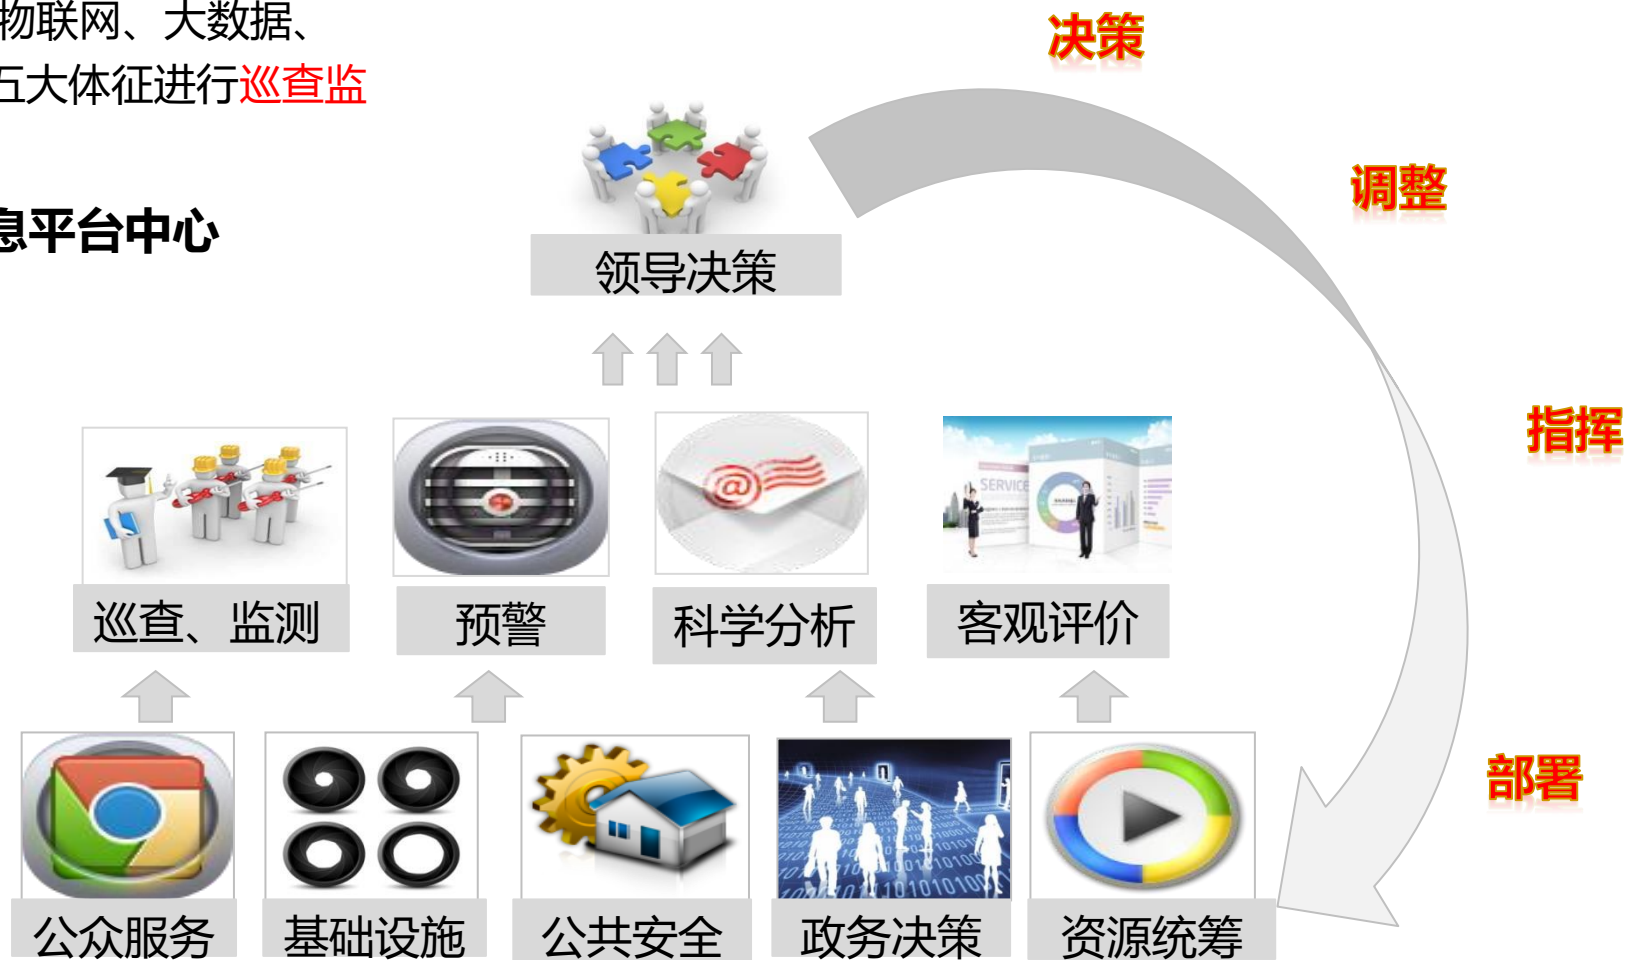 物联网、大数据、
五大体征进行巡查监
息平台中心
决策
调整
指挥
部署
领导决策
SERVICE
巡查、监测
预警
科学分析
客观评价
公众服务
基础设施
公共安全
政务决策
资源统筹